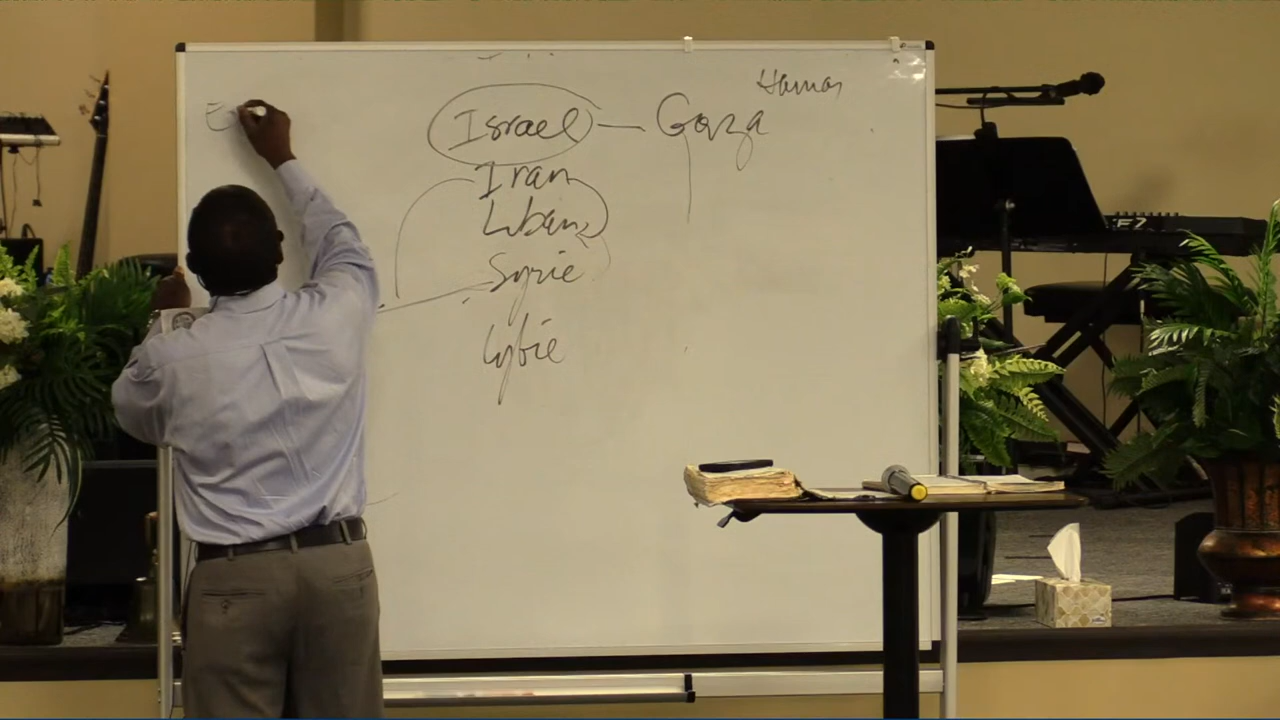 Hamas
E
Israel — Gaza
Iran
Liban
Syrie
Lybie